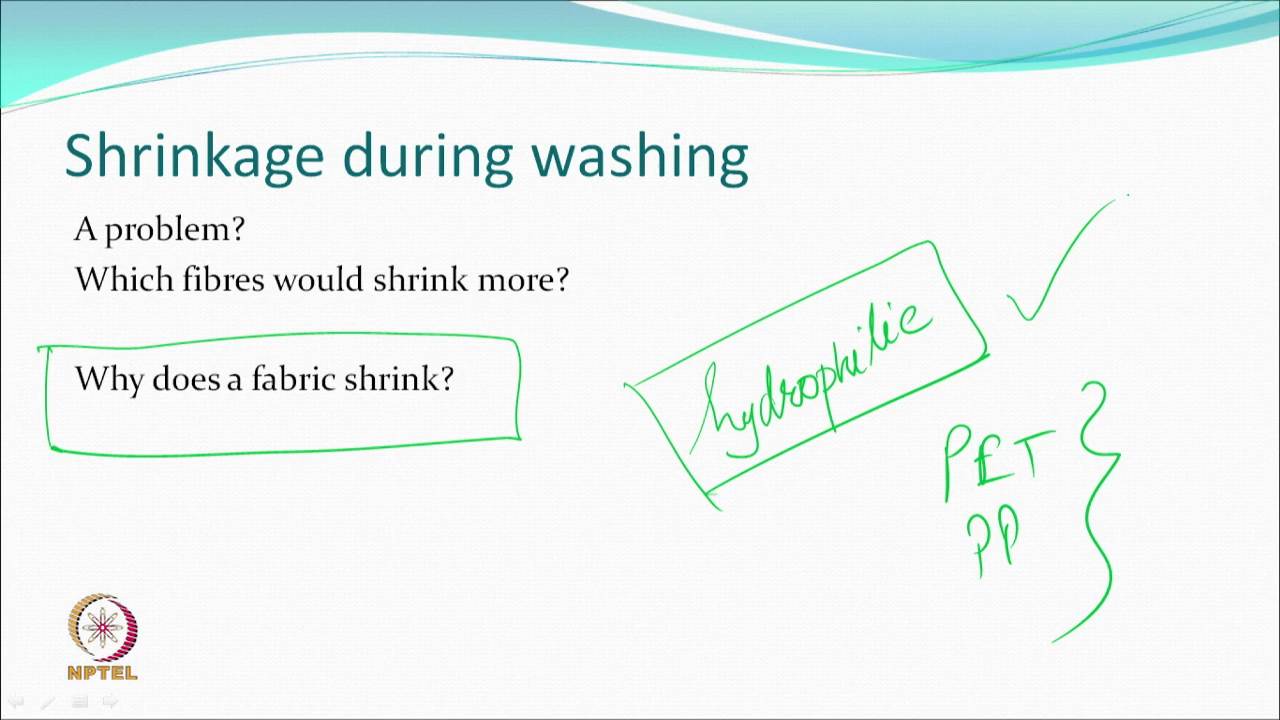 Shrinkage during washing
A problem?
Which fibres would shrink more?
Why does a fabric shrink?
hydrophilic
PET
PP
NPTEL